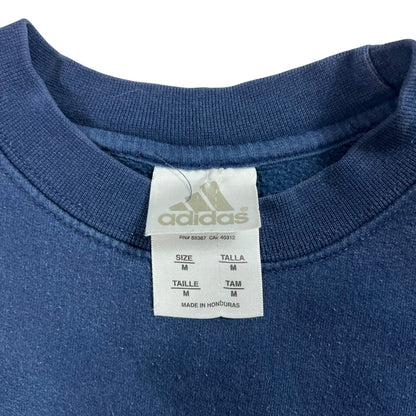 adidas®
RN# 88387 CA# 40312
SIZE TALLA
M M
TAILLE TAM
M M
MADE IN HONDURAS